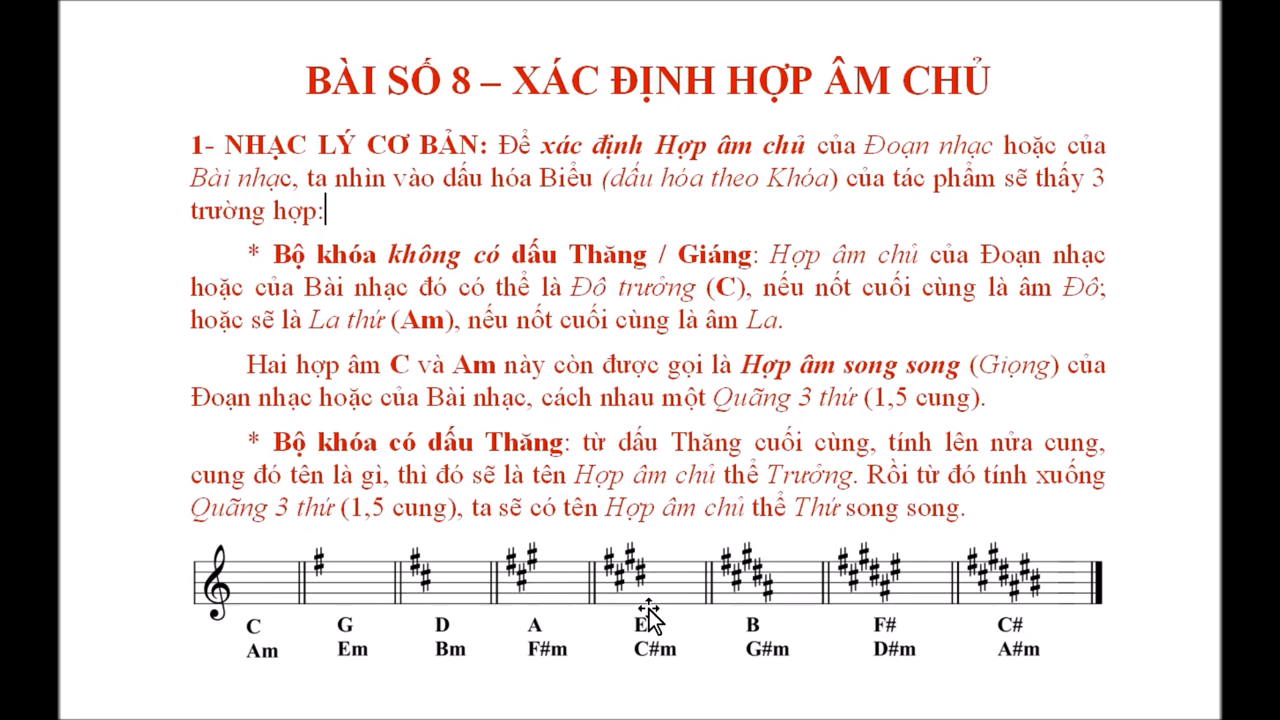 BÀI SỐ 8 – XÁC ĐỊNH HỢP ÂM CHỦ
1- NHẠC LÝ CƠ BẢN: Để xác định Hợp âm chủ của Đoạn nhạc hoặc của
Bài nhạc, ta nhìn vào dấu hóa Biểu (dấu hóa theo Khóa) của tác phẩm sẽ thấy 3
trường hợp:
* Bộ khóa không có dấu Thăng / Giáng: Hợp âm chủ của Đoạn nhạc
hoặc của Bài nhạc đó có thể là Đô trưởng (C), nếu nốt cuối cùng là âm Đô;
hoặc sẽ là La thứ (Am), nếu nốt cuối cùng là âm La.
Hai hợp âm C và Am này còn được gọi là Hợp âm song song (Giọng) của
Đoạn nhạc hoặc của Bài nhạc, cách nhau một Quãng 3 thứ (1,5 cung).
* Bộ khóa có dấu Thăng: từ dấu Thăng cuối cùng, tính lên nửa cung,
cung đó tên là gì, thì đó sẽ là tên Hợp âm chủ thể Trưởng. Rồi từ đó tính xuống
Quãng 3 thứ (1,5 cung), ta sẽ có tên Hợp âm chủ thể Thứ song song.
C G D A E B F# C#
Am Em Bm F#m C#m G#m D#m A#m